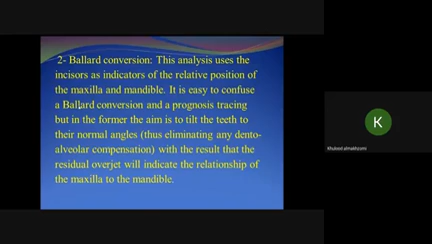 2- Ballard conversion: This analysis uses the
incisors as indicators of the relative position of
the maxilla and mandible. It is easy to confuse
a Ballard conversion and a prognosis tracing
but in the former the aim is to tilt the teeth to
their normal angles (thus eliminating any dento-
alveolar compensation) with the result that the
residual overjet will indicate the relationship of
the maxilla to the mandible.
K